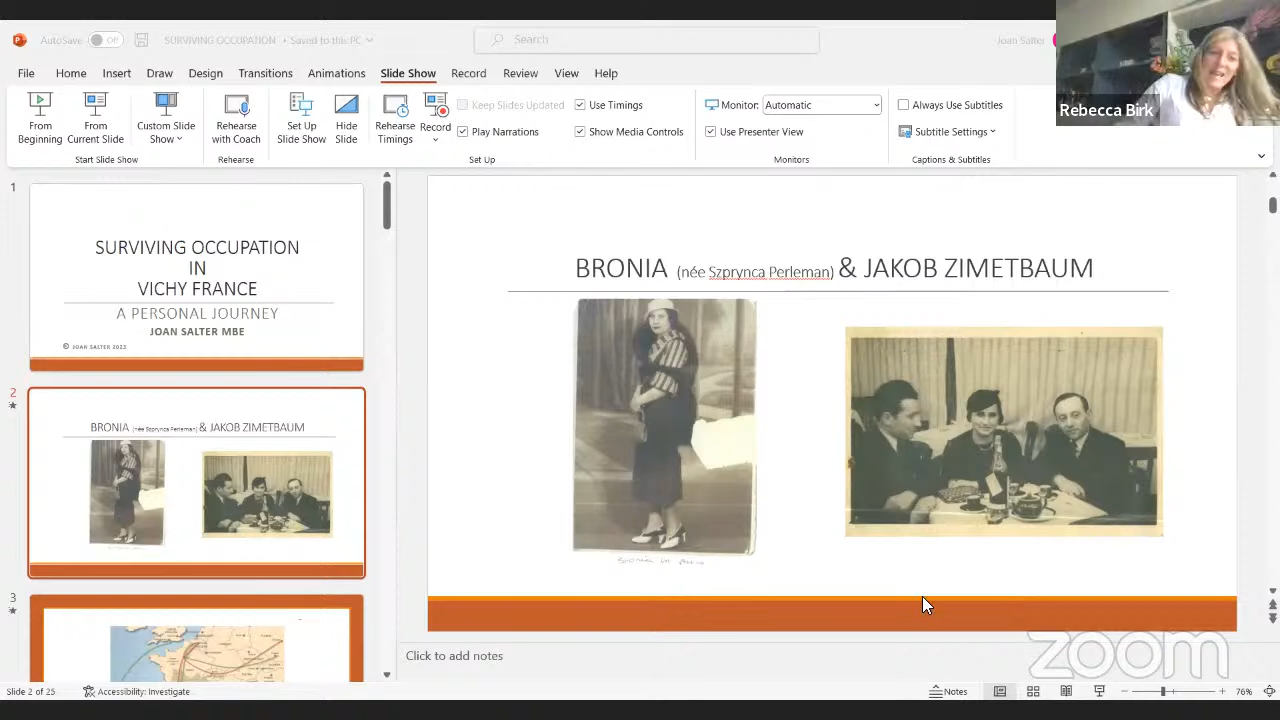 AutoSave Off SURVIVING OCCUPATION • Saved to this PC Search Joan Salter
File Home Insert Draw Design Transitions Animations Slide Show Record Review View Help
Rebecca Birk
From Beginning
From Current Slide
Custom Slide Show
Start Slide Show
Rehearse with Coach
Rehearse
Set Up Slide Show
Hide Slide
Rehearse Timings
Record
Keep Slides Updated
Play Narrations
Use Timings
Show Media Controls
Set Up
Monitor: Automatic
Use Presenter View
Monitors
Always Use Subtitles
Subtitle Settings
Captions & Subtitles
1
SURVIVING OCCUPATION
IN
VICHY FRANCE
A PERSONAL JOURNEY
JOAN SALTER MBE
© JOAN SALTER 2023
2
BRONIA (née Szprynca Perleman) & JAKOB ZIMETBAUM
3
BRONIA (née Szprynca Perleman) & JAKOB ZIMETBAUM
Click to add notes
zoom
Slide 2 of 25 Accessibility: Investigate Notes 76%